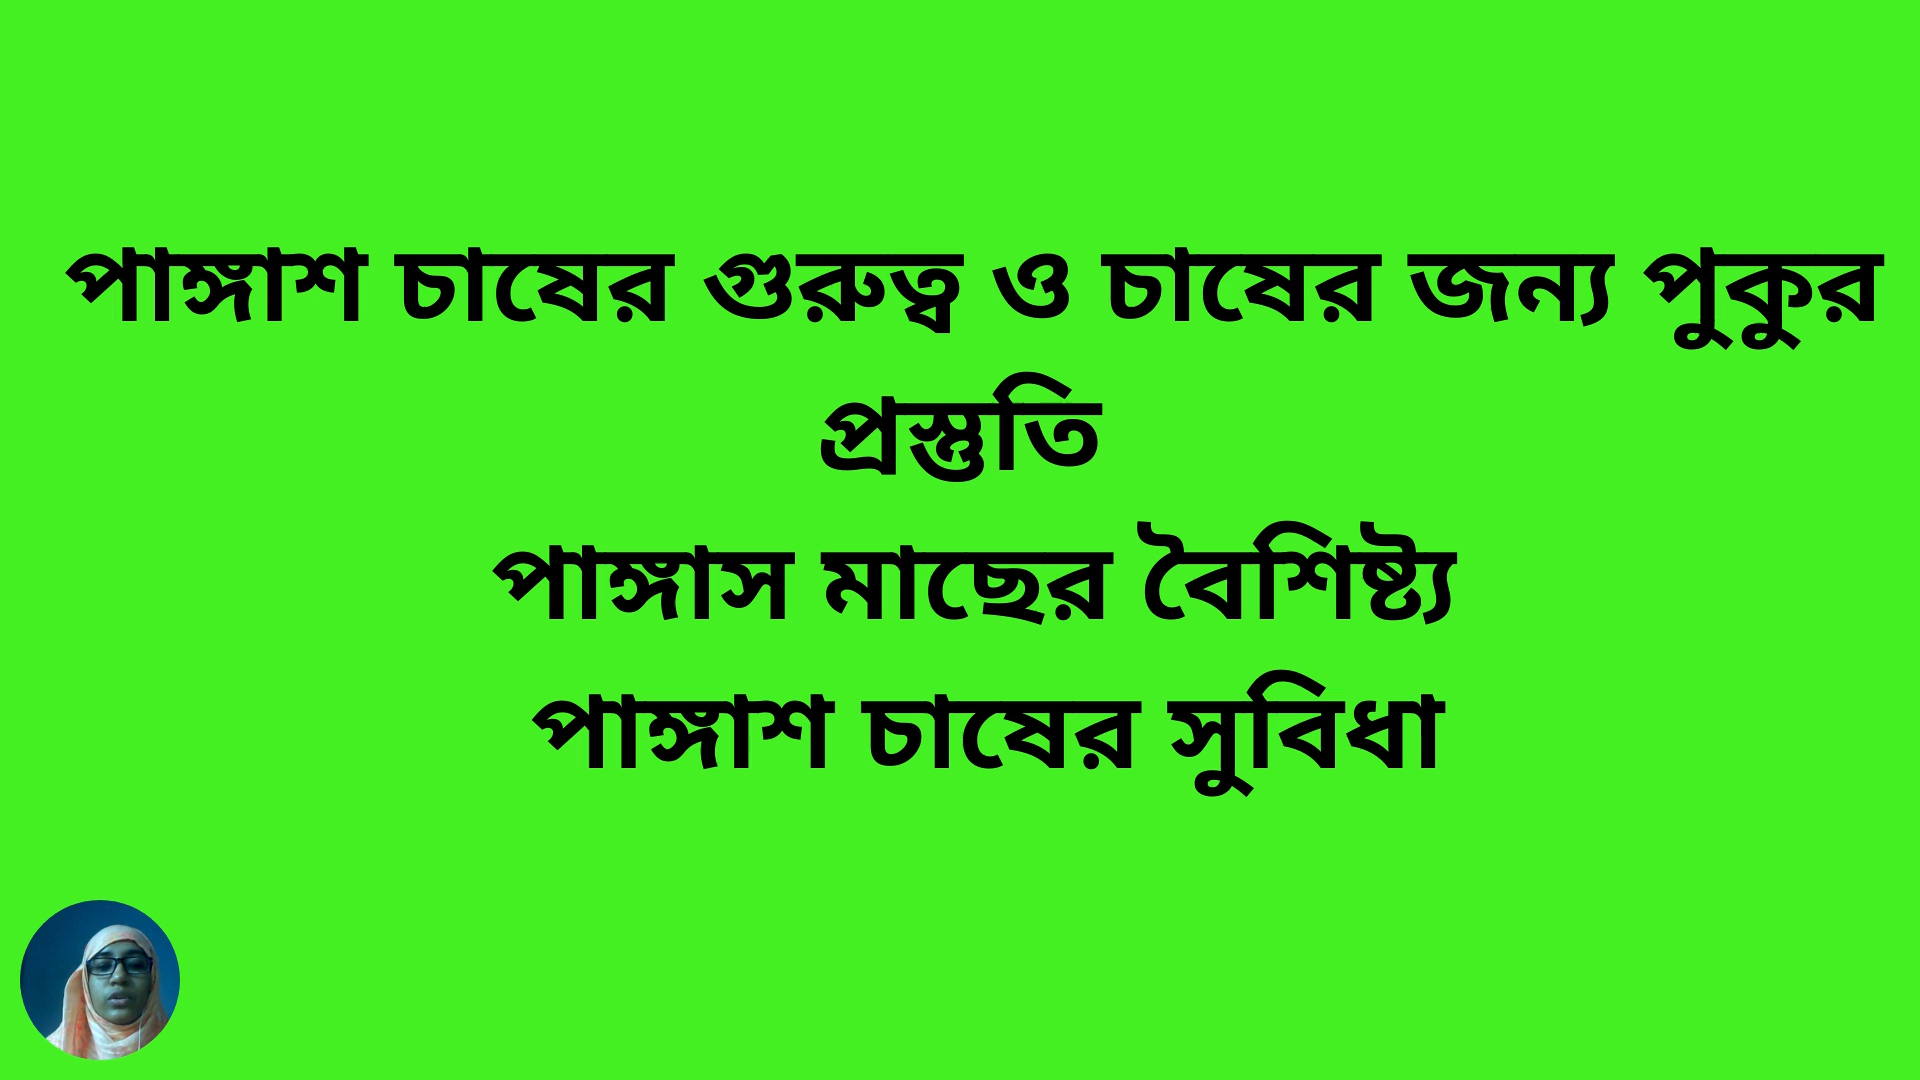 পাঙ্গাশ চাষের গুরুত্ব ও চাষের জন্য পুকুর
প্রস্তুতি
পাঙ্গাস মাছের বৈশিষ্ট্য
পাঙ্গাশ চাষের সুবিধা